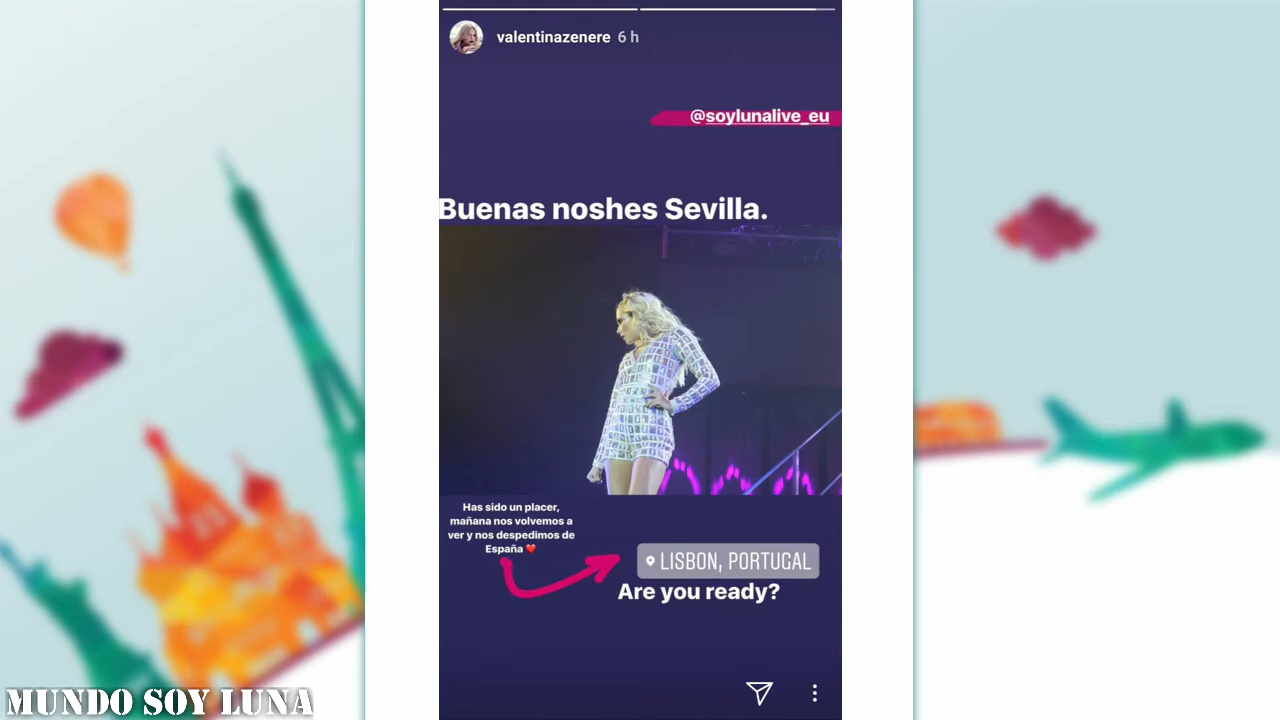 valentinazenere 6 h
@soylunalive_eu
Buenas noshes Sevilla.
Has sido un placer,
mañana nos volvemos a
ver y nos despedimos de
España ❤️
LISBON, PORTUGAL
Are you ready?
MUNDO SOY LUNA